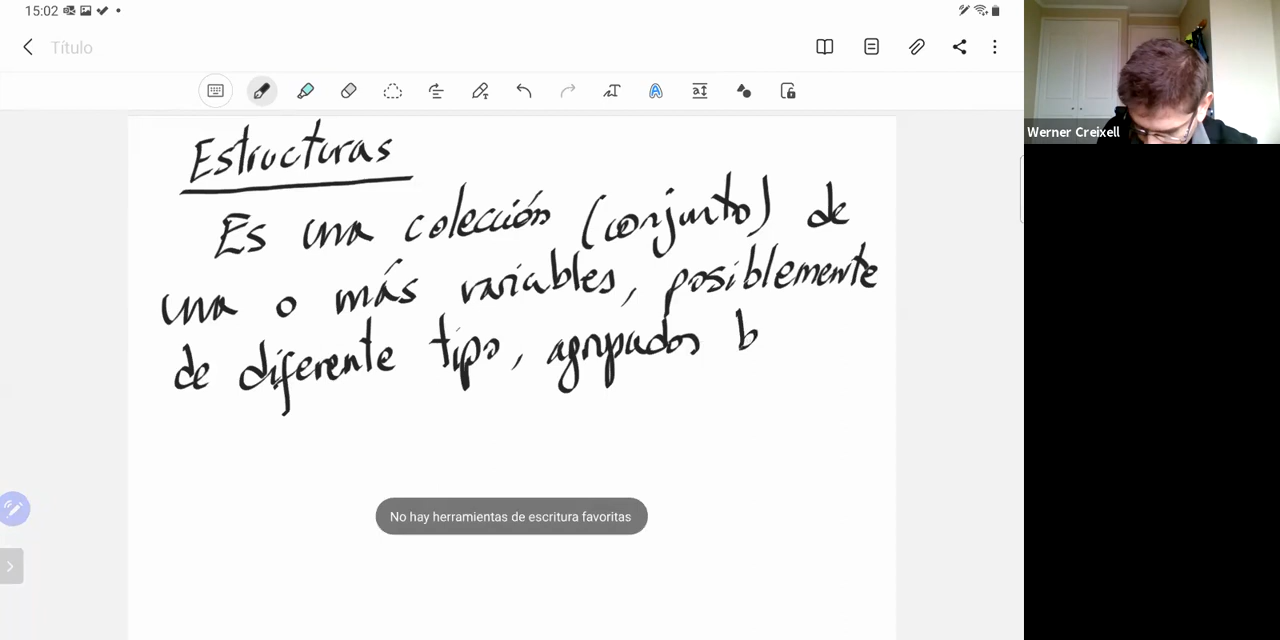 15:02
Título
Estructuras
Es una colección (conjunto) de
una o más variables, posiblemente
de diferente tipo, agrupados b
No hay herramientas de escritura favoritas
Werner Creixell